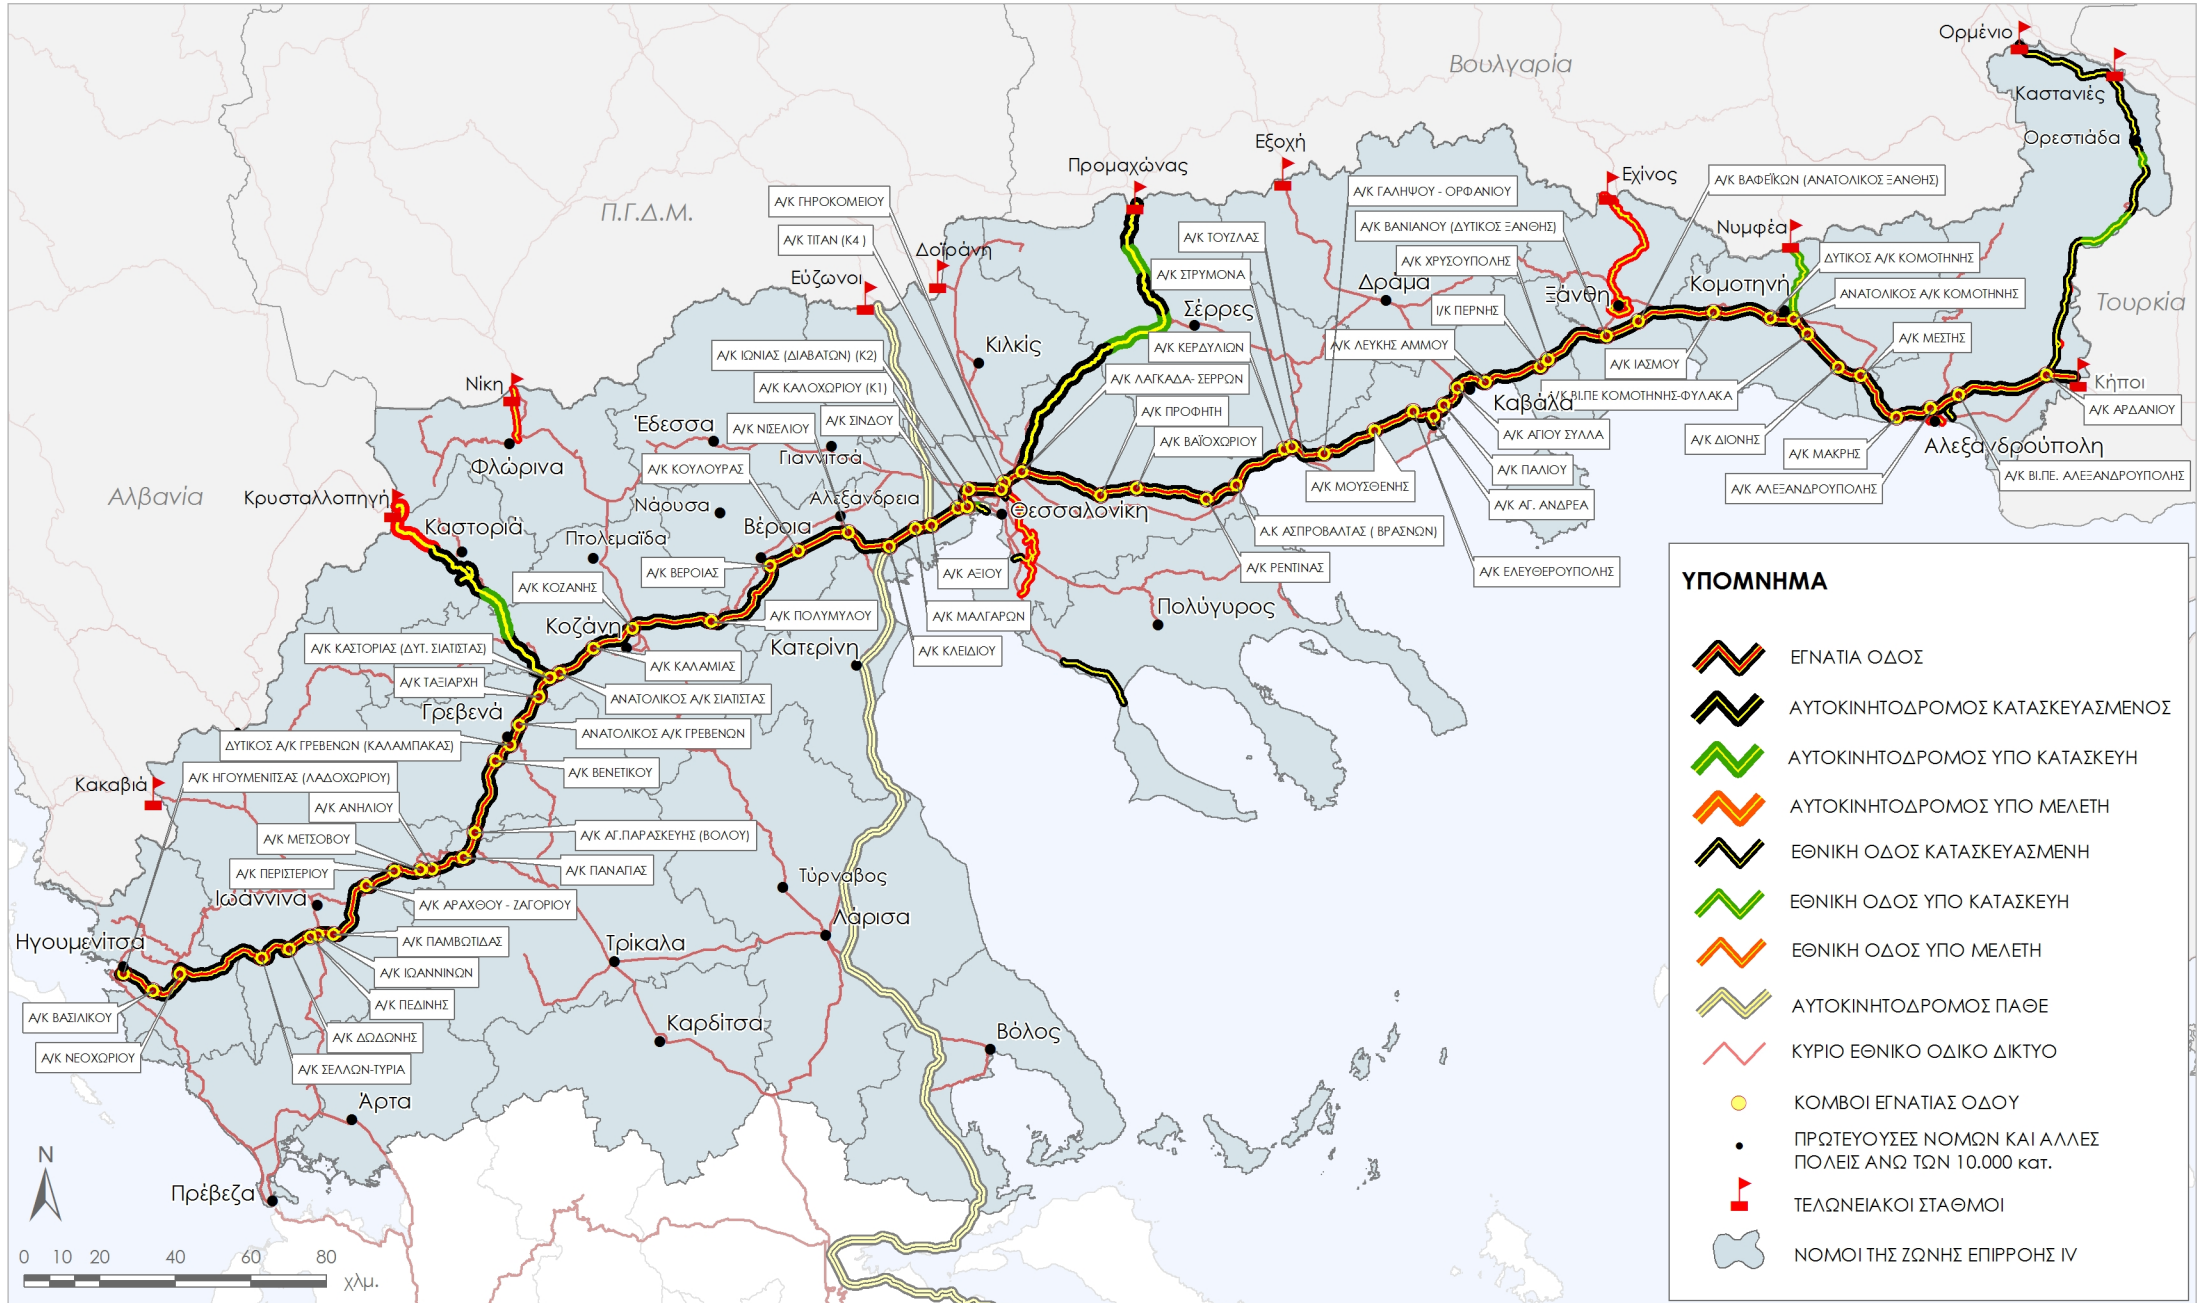 Ορμένιο
Βουλγαρία
Καστανιές
Ορεστιάδα
Εξοχή
Προμαχώνας
Εχίνος
Α/Κ ΒΑΦΕΪΚΩΝ (ΑΝΑΤΟΛΙΚΟΣ ΞΑΝΘΗΣ)
Α/Κ ΓΑΛΗΨΟΥ - ΟΡΦΑΝΙΟΥ
Α/Κ ΓΗΡΟΚΟΜΕΙΟΥ
Π.Γ.Δ.Μ.
Α/Κ ΒΑΝΙΑΝΟΥ (ΔΥΤΙΚΟΣ ΞΑΝΘΗΣ)
Νυμφέα
Α/Κ ΤΙΤΑΝ (Κ4 )
Α/Κ ΤΟΥΖΛΑΣ
Δοϊράνη
Α/Κ ΧΡΥΣΟΥΠΟΛΗΣ
ΔΥΤΙΚΟΣ Α/Κ ΚΟΜΟΤΗΝΗΣ
Εύζωνοι
Α/Κ ΣΤΡΥΜΟΝΑ
Δράμα
Ξάνθη
Κομοτηνή
ΑΝΑΤΟΛΙΚΟΣ Α/Κ ΚΟΜΟΤΗΝΗΣ
Τουρκία
Σέρρες
Ι/Κ ΠΕΡΝΗΣ
Κιλκίς
Α/Κ ΚΕΡΔΥΛΙΩΝ
Α/Κ ΛΕΥΚΗΣ ΑΜΜΟΥ
Α/Κ ΜΕΣΤΗΣ
Α/Κ ΙΩΝΙΑΣ (ΔΙΑΒΑΤΩΝ) (Κ2)
Α/Κ ΙΑΣΜΟΥ
Α/Κ ΛΑΓΚΑΔΑ- ΣΕΡΡΩΝ
Νίκη
Α/Κ ΚΑΛΟΧΩΡΙΟΥ (Κ1)
Κήποι
Α/Κ ΒΙ.ΠΕ ΚΟΜΟΤΗΝΗΣ-ΦΥΛΑΚΑ
Καβάλα
Α/Κ ΠΡΟΦΗΤΗ
Α/Κ ΑΡΔΑΝΙΟΥ
Έδεσσα
Α/Κ ΝΙΣΕΛΙΟΥ
Α/Κ ΣΙΝΔΟΥ
Α/Κ ΒΑΪΟΧΩΡΙΟΥ
Α/Κ ΑΓΙΟΥ ΣΥΛΛΑ
Α/Κ ΔΙΟΝΗΣ
Αλεξανδρούπολη
Α/Κ ΜΑΚΡΗΣ
Γιαννιτσά
Φλώρινα
Α/Κ ΚΟΥΛΟΥΡΑΣ
Α/Κ ΠΑΛΙΟΥ
Α/Κ ΒΙ.ΠΕ. ΑΛΕΞΑΝΔΡΟΥΠΟΛΗΣ
Α/Κ ΑΛΕΞΑΝΔΡΟΥΠΟΛΗΣ
Α/Κ ΜΟΥΣΘΕΝΗΣ
Αλβανία
Κρυσταλλοπηγή
Αλεξάνδρεια
Νάουσα
Α/Κ ΑΓ. ΑΝΔΡΕΑ
Θεσσαλονίκη
Καστοριά
Βέροια
Α.Κ ΑΣΠΡΟΒΑΛΤΑΣ ( ΒΡΑΣΝΩΝ)
Πτολεμαϊδα
Α/Κ ΡΕΝΤΙΝΑΣ
Α/Κ ΕΛΕΥΘΕΡΟΥΠΟΛΗΣ
Α/Κ ΒΕΡΟΙΑΣ
Α/Κ ΑΞΙΟΥ
Α/Κ ΚΟΖΑΝΗΣ
Πολύγυρος
Α/Κ ΠΟΛΥΜΥΛΟΥ
Α/Κ ΜΑΛΓΑΡΩΝ
Κοζάνη
Α/Κ ΚΑΣΤΟΡΙΑΣ (ΔΥΤ. ΣΙΑΤΙΣΤΑΣ)
Κατερίνη
Α/Κ ΚΛΕΙΔΙΟΥ
Α/Κ ΚΑΛΑΜΙΑΣ
Α/Κ ΤΑΞΙΑΡΧΗ
ΑΝΑΤΟΛΙΚΟΣ Α/Κ ΣΙΑΤΙΣΤΑΣ
Γρεβενά
ΑΝΑΤΟΛΙΚΟΣ Α/Κ ΓΡΕΒΕΝΩΝ
ΔΥΤΙΚΟΣ Α/Κ ΓΡΕΒΕΝΩΝ (ΚΑΛΑΜΠΑΚΑΣ)
Α/Κ ΒΕΝΕΤΙΚΟΥ
Α/Κ ΗΓΟΥΜΕΝΙΤΣΑΣ (ΛΑΔΟΧΩΡΙΟΥ)
Κακαβιά
Α/Κ ΑΝΗΛΙΟΥ
Α/Κ ΑΓ.ΠΑΡΑΣΚΕΥΗΣ (ΒΟΛΟΥ)
Α/Κ ΜΕΤΣΟΒΟΥ
Α/Κ ΠΑΝΑΓΙΑΣ
Α/Κ ΠΕΡΙΣΤΕΡΙΟΥ
Τύρναβος
Ιωάννινα
Α/Κ ΑΡΑΧΘΟΥ - ΖΑΓΟΡΙΟΥ
Λάρισα
Ηγουμενίτσα
Α/Κ ΠΑΜΒΩΤΙΔΑΣ
Τρίκαλα
Α/Κ ΙΩΑΝΝΙΝΩΝ
Α/Κ ΠΕΔΙΝΗΣ
Α/Κ ΒΑΣΙΛΙΚΟΥ
Καρδίτσα
Βόλος
Α/Κ ΔΩΔΩΝΗΣ
Α/Κ ΝΕΟΧΩΡΙΟΥ
Α/Κ ΣΕΛΛΩΝ-ΤΥΡΙΑ
Άρτα
Πρέβεζα
N
0 10 20 40 60 80
χλμ.
ΥΠΟΜΝΗΜΑ
ΕΓΝΑΤΙΑ ΟΔΟΣ
ΑΥΤΟΚΙΝΗΤΟΔΡΟΜΟΣ ΚΑΤΑΣΚΕΥΑΣΜΕΝΟΣ
ΑΥΤΟΚΙΝΗΤΟΔΡΟΜΟΣ ΥΠΟ ΚΑΤΑΣΚΕΥΗ
ΑΥΤΟΚΙΝΗΤΟΔΡΟΜΟΣ ΥΠΟ ΜΕΛΕΤΗ
ΕΘΝΙΚΗ ΟΔΟΣ ΚΑΤΑΣΚΕΥΑΣΜΕΝΗ
ΕΘΝΙΚΗ ΟΔΟΣ ΥΠΟ ΚΑΤΑΣΚΕΥΗ
ΕΘΝΙΚΗ ΟΔΟΣ ΥΠΟ ΜΕΛΕΤΗ
ΑΥΤΟΚΙΝΗΤΟΔΡΟΜΟΣ ΠΑΘΕ
ΚΥΡΙΟ ΕΘΝΙΚΟ ΟΔΙΚΟ ΔΙΚΤΥΟ
ΚΟΜΒΟΙ ΕΓΝΑΤΙΑΣ ΟΔΟΥ
ΠΡΩΤΕΥΟΥΣΕΣ ΝΟΜΩΝ ΚΑΙ ΑΛΛΕΣ
ΠΟΛΕΙΣ ΑΝΩ ΤΩΝ 10.000 κατ.
ΤΕΛΩΝΕΙΑΚΟΙ ΣΤΑΘΜΟΙ
ΝΟΜΟΙ ΤΗΣ ΖΩΝΗΣ ΕΠΙΡΡΟΗΣ IV